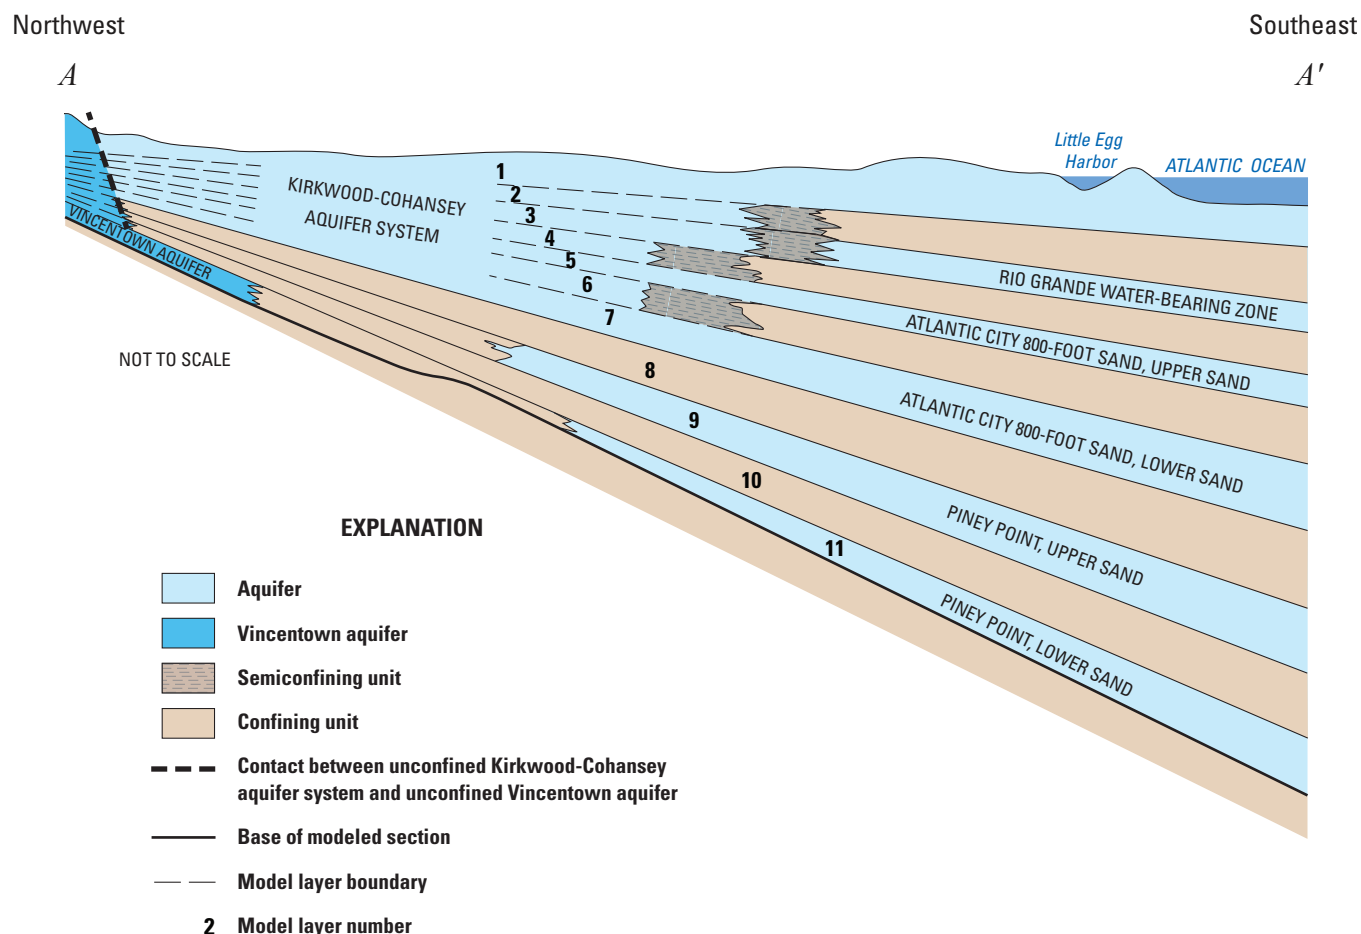 Northwest
Southeast
A
A'
Little Egg
Harbor
ATLANTIC OCEAN
1
2
3
4
5
6
7
8
9
10
11
KIRKWOOD-COHANSEY
AQUIFER SYSTEM
VINCENTOWN AQUIFER
RIO GRANDE WATER-BEARING ZONE
ATLANTIC CITY 800-FOOT SAND, UPPER SAND
ATLANTIC CITY 800-FOOT SAND, LOWER SAND
PINEY POINT, UPPER SAND
PINEY POINT, LOWER SAND
NOT TO SCALE
EXPLANATION
Aquifer
Vincentown aquifer
Semiconfining unit
Confining unit
Contact between unconfined Kirkwood-Cohansey
aquifer system and unconfined Vincentown aquifer
Base of modeled section
Model layer boundary
2 Model layer number